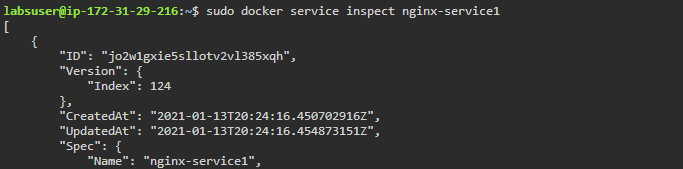 labsuser@ip-172-31-29-216:~$ sudo docker service inspect nginx-service1
[
    {
        "ID": "jo2w1gxie5sllotv2vl385xqh",
        "Version": {
            "Index": 124
        },
        "CreatedAt": "2021-01-13T20:24:16.450702916Z",
        "UpdatedAt": "2021-01-13T20:24:16.454873151Z",
        "Spec": {
            "Name": "nginx-service1",